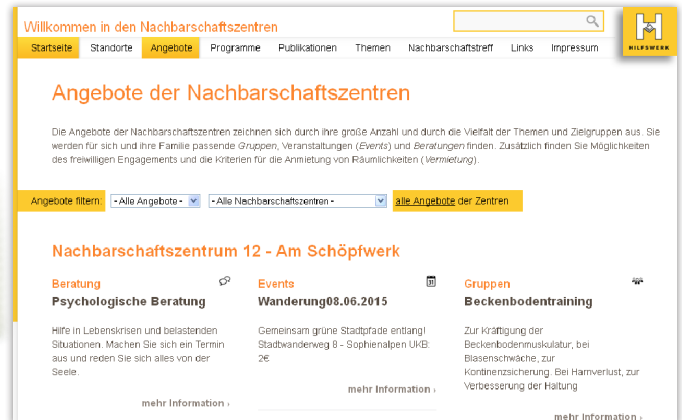 Willkommen in den Nachbarschaftszentren
HILFSWERK
Startseite Standorte Angebote Programme Publikationen Themen Nachbarschaftstreff Links Impressum
Angebote der Nachbarschaftszentren
Die Angebote der Nachbarschaftszentren zeichnen sich durch ihre große Anzahl und durch die Vielfalt der Themen und Zielgruppen aus. Sie
werden für sich und ihre Familie passende Gruppen, Veranstaltungen (Events) und Beratungen finden. Zusätzlich finden Sie Möglichkeiten
des freiwilligen Engagements und die Kriterien für die Anmietung von Räumlichkeiten (Vermietung).
Angebote filtern: - Alle Angebote - - Alle Nachbarschaftszentren - alle Angebote der Zentren
Nachbarschaftszentrum 12 - Am Schöpfwerk
Beratung
Psychologische Beratung
Hilfe in Lebenskrisen und belastenden
Situationen. Machen Sie sich ein Termin
aus und reden Sie sich alles von der
Seele.
mehr Information ›
Events
Wanderung08.06.2015
Gemeinsam grüne Stadtpfade entlang!
Stadtwanderweg 8 - Sophienalpen UKB:
2€
mehr Information ›
Gruppen
Beckenbodentraining
Zur Kräftigung der
Beckenbodenmuskulatur, bei
Blasenschwäche, zur
Kontinenzsicherung. Bei Harnverlust, zur
Verbesserung der Haltung
mehr Information ›